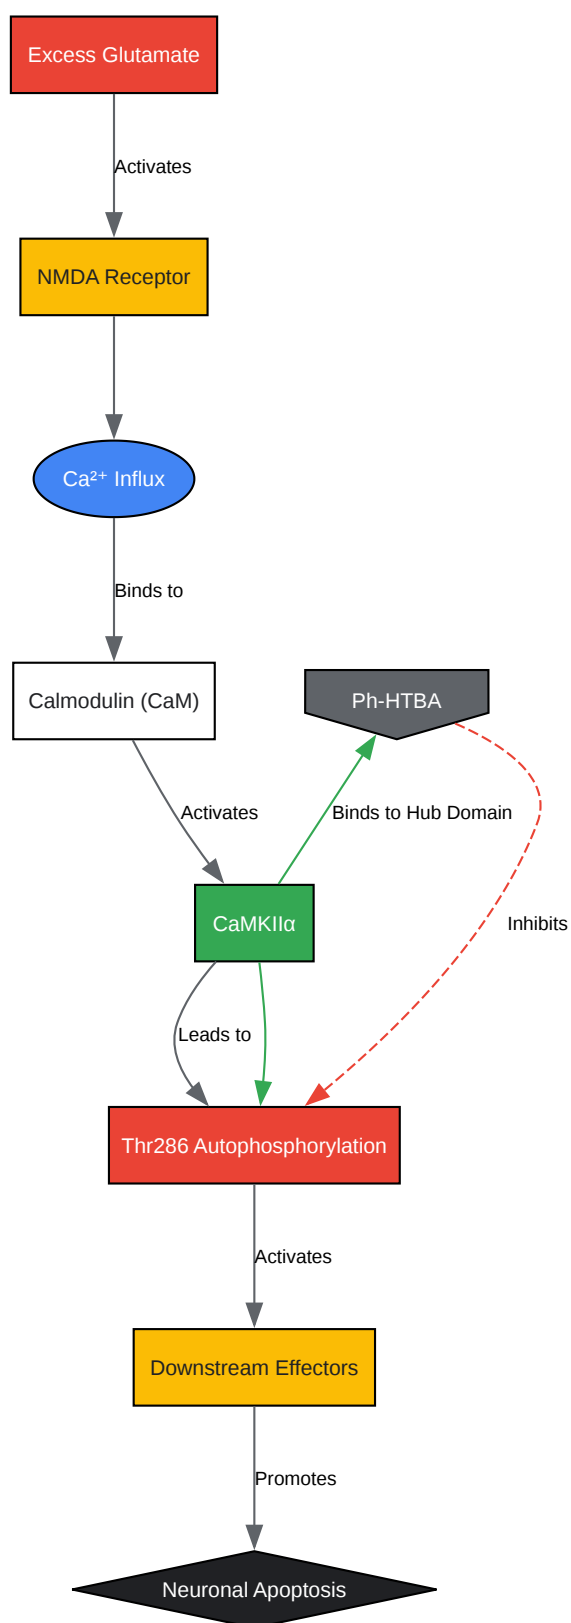 Excess Glutamate
Activates
NMDA Receptor
Ca²⁺ Influx
Binds to
Calmodulin (CaM)
Ph-HTBA
Activates
Binds to Hub Domain
CaMKIIα
Inhibits
Leads to
Thr286 Autophosphorylation
Activates
Downstream Effectors
Promotes
Neuronal Apoptosis